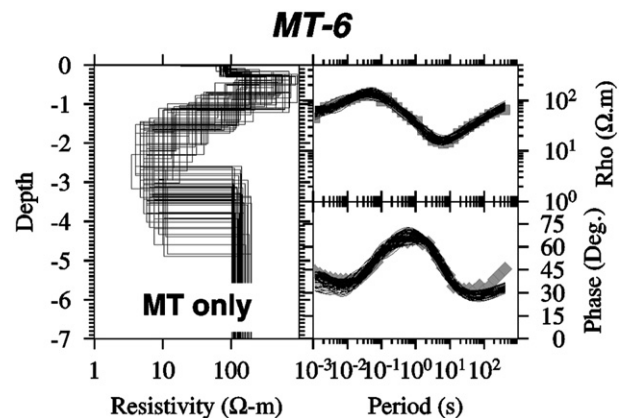 MT-6
0
-1
-2
-3
-4
-5
-6
-7
Depth
MT only
1 10 100
Resistivity (Ω-m)
10²
10¹
10⁰
Rho (Ω.m)
75
60
45
30
15
0
Phase (Deg.)
10-³ 10-² 10-¹ 10⁰ 10¹ 10²
Period (s)